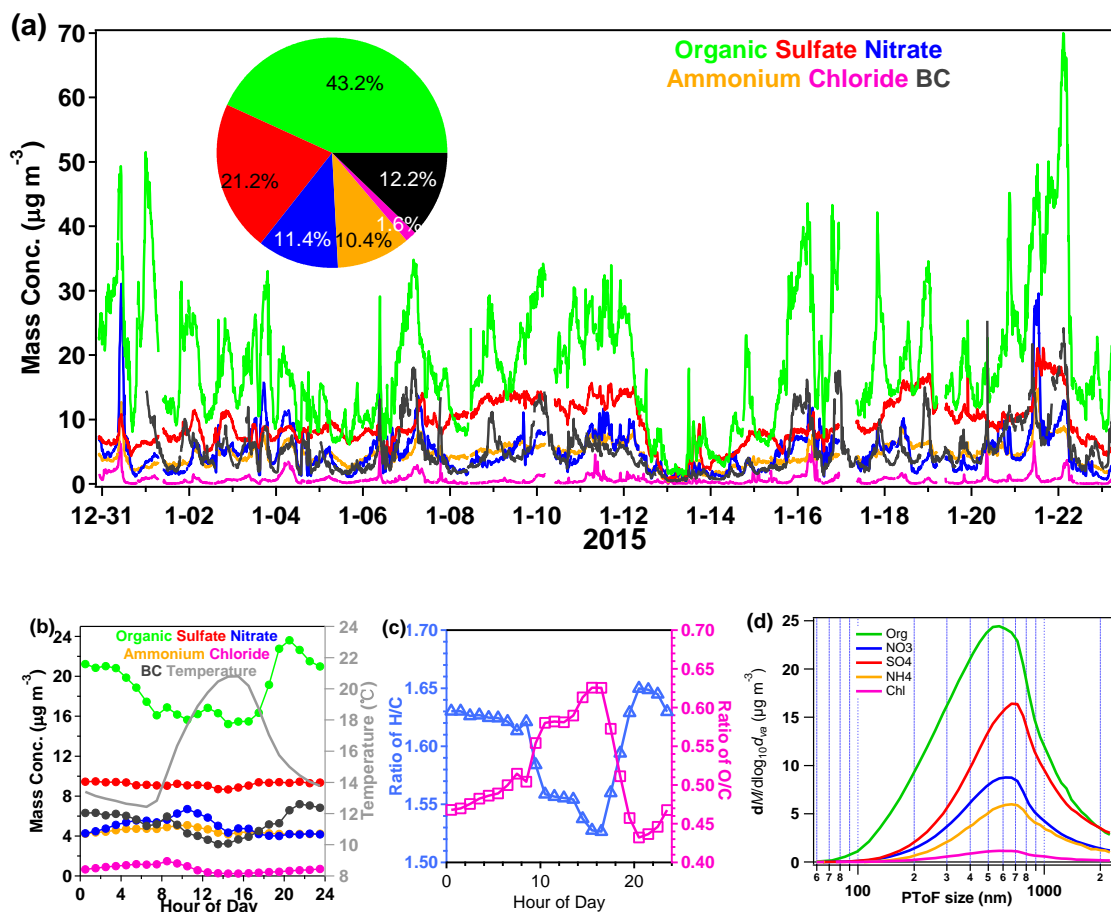 (a)
70
60
50
40
30
20
10
0
Mass Conc. (μg m⁻³)
Organic Sulfate Nitrate
Ammonium Chloride BC
43.2%
21.2%
11.4%
10.4%
1.6%
12.2%
12-31 1-02 1-04 1-06 1-08 1-10 1-12 1-14 1-16 1-18 1-20 1-22
2015
(b)
Organic Sulfate Nitrate
Ammonium Chloride
BC Temperature
24
20
16
12
8
4
0
Mass Conc. (μg m⁻³)
24
22
20
18
16
14
12
10
8
Temperature (°C)
0 4 8 12 16 20 24
Hour of Day
(c)
1.70
1.65
1.60
1.55
1.50
Ratio of H/C
0.70
0.65
0.60
0.55
0.50
0.45
0.40
Ratio of O/C
0 10 20
Hour of Day
(d)
25
20
15
10
5
0
dM/dlog₁₀dva (μg m⁻³)
Org
NO3
SO4
NH4
Chl
6 7 8 100 2 3 4 5 6 7 8 1000 2
PToF size (nm)